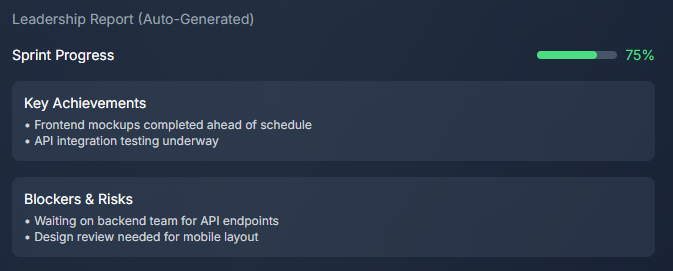 Leadership Report (Auto-Generated)
Sprint Progress 75%
Key Achievements
• Frontend mockups completed ahead of schedule
• API integration testing underway
Blockers & Risks
• Waiting on backend team for API endpoints
• Design review needed for mobile layout